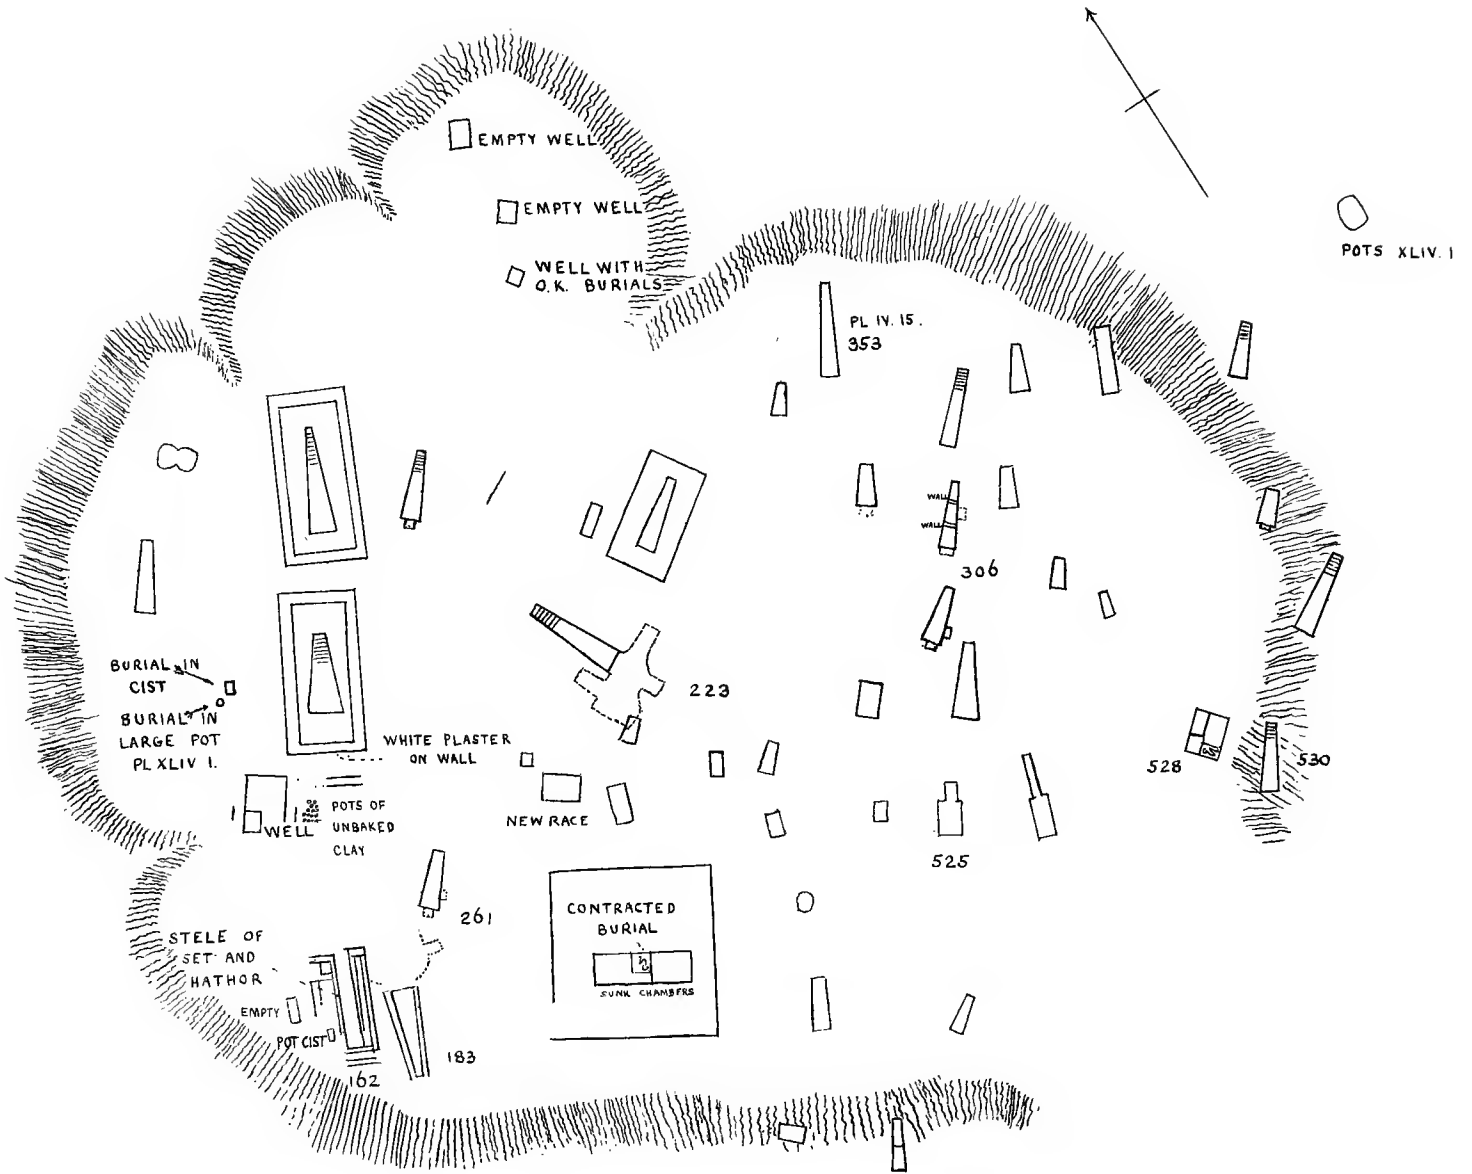 EMPTY WELL
EMPTY WELL
WELL WITH
O.K. BURIALS
POTS XLIV. 1
PL IV. 15.
353
WALL
WALL
306
BURIAL IN
CIST
BURIAL IN
LARGE POT
PL XLIV 1.
223
WHITE PLASTER
ON WALL
528
530
WELL
POTS OF
UNBAKED
CLAY
NEW RACE
525
261
CONTRACTED
BURIAL
SUNK CHAMBERS
STELE OF
SET AND
HATHOR
EMPTY
POT CIST
183
162